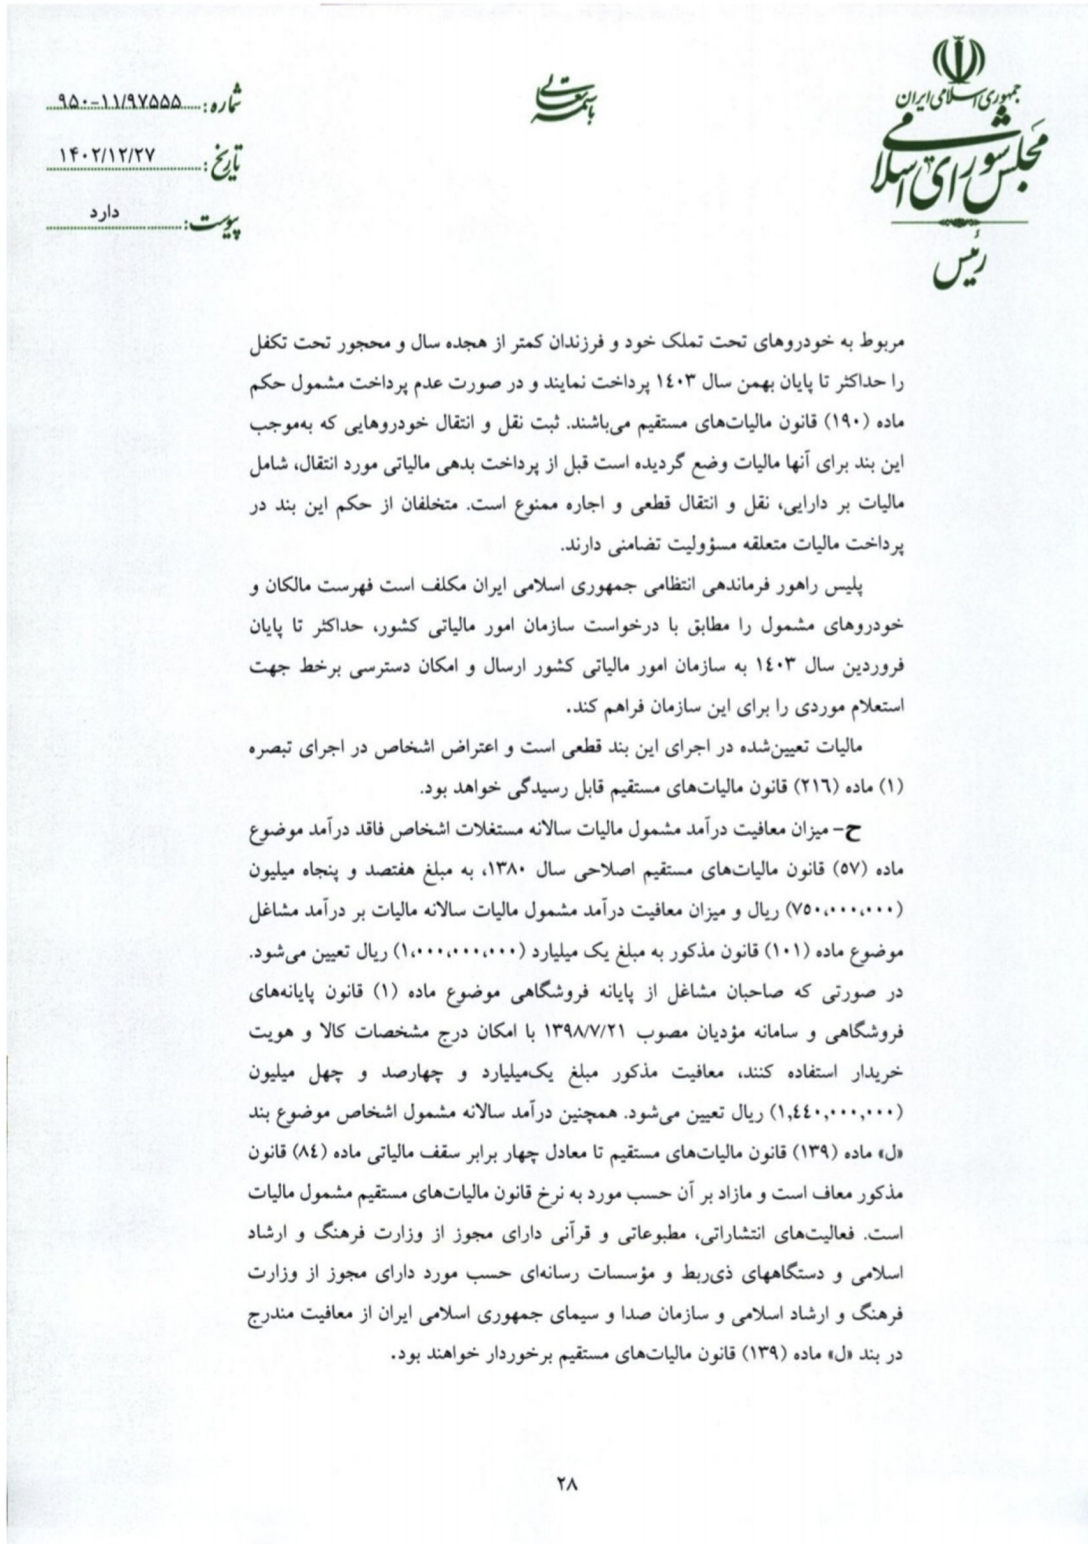 جمهوری اسلامی ایران
مجلس شورای اسلامی
رئیس
باسمه تعالی
شماره: ۹۵۰-۱۱/۹۷۵۵۵
تاریخ: ۱۴۰۲/۱۲/۲۷
پیوست: دارد
مربوط به خودروهای تحت تملک خود و فرزندان کمتر از هجده سال و محجور تحت تکفل
را حداکثر تا پایان بهمن سال ۱٤۰۳ پرداخت نمایند و در صورت عدم پرداخت مشمول حکم
ماده (۱۹۰) قانون مالیات‌های مستقیم می‌باشند. ثبت نقل و انتقال خودروهایی که به‌موجب
این بند برای آنها مالیات وضع گردیده است قبل از پرداخت بدهی مالیاتی مورد انتقال، شامل
مالیات بر دارایی، نقل و انتقال قطعی و اجاره ممنوع است. متخلفان از حکم این بند در
پرداخت مالیات متعلقه مسؤولیت تضامنی دارند.
پلیس راهور فرماندهی انتظامی جمهوری اسلامی ایران مکلف است فهرست مالکان و
خودروهای مشمول را مطابق با درخواست سازمان امور مالیاتی کشور، حداکثر تا پایان
فروردین سال ۱٤۰۳ به سازمان امور مالیاتی کشور ارسال و امکان دسترسی برخط جهت
استعلام موردی را برای این سازمان فراهم کند.
مالیات تعیین‌شده در اجرای این بند قطعی است و اعتراض اشخاص در اجرای تبصره
(۱) ماده (۲۱٦) قانون مالیات‌های مستقیم قابل رسیدگی خواهد بود.
ح- میزان معافیت درآمد مشمول مالیات سالانه مستغلات اشخاص فاقد درآمد موضوع
ماده (۵۷) قانون مالیات‌های مستقیم اصلاحی سال ۱۳۸۰، به مبلغ هفتصد و پنجاه میلیون
(۷۵۰،۰۰۰،۰۰۰) ریال و میزان معافیت درآمد مشمول مالیات سالانه مالیات بر درآمد مشاغل
موضوع ماده (۱۰۱) قانون مذکور به مبلغ یک میلیارد (۱،۰۰۰،۰۰۰،۰۰۰) ریال تعیین می‌شود.
در صورتی که صاحبان مشاغل از پایانه فروشگاهی موضوع ماده (۱) قانون پایانه‌های
فروشگاهی و سامانه مؤدیان مصوب ۱۳۹۸/۷/۲۱ با امکان درج مشخصات کالا و هویت
خریدار استفاده کنند، معافیت مذکور مبلغ یک‌میلیارد و چهارصد و چهل میلیون
(۱,٤٤۰,۰۰۰,۰۰۰) ریال تعیین می‌شود. همچنین درآمد سالانه مشمول اشخاص موضوع بند
«ل» ماده (۱۳۹) قانون مالیات‌های مستقیم تا معادل چهار برابر سقف مالیاتی ماده (۸٤) قانون
مذکور معاف است و مازاد بر آن حسب مورد به نرخ قانون مالیات‌های مستقیم مشمول مالیات
است. فعالیت‌های انتشاراتی، مطبوعاتی و قرآنی دارای مجوز از وزارت فرهنگ و ارشاد
اسلامی و دستگاههای ذی‌ربط و مؤسسات رسانه‌ای حسب مورد دارای مجوز از وزارت
فرهنگ و ارشاد اسلامی و سازمان صدا و سیمای جمهوری اسلامی ایران از معافیت مندرج
در بند «ل» ماده (۱۳۹) قانون مالیات‌های مستقیم برخوردار خواهند بود.
۲۸